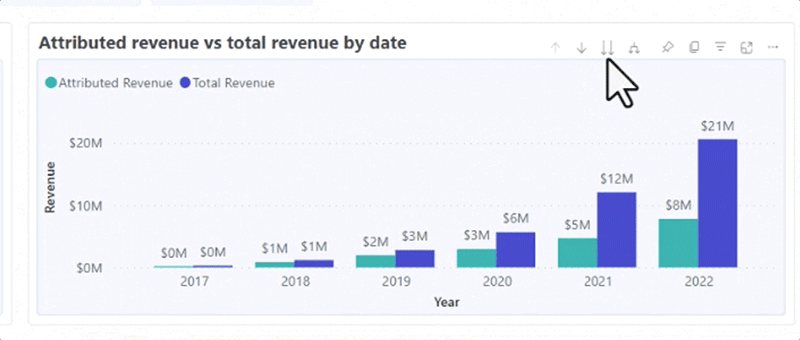 Attributed revenue vs total revenue by date
Attributed Revenue Total Revenue
$20M
$10M
$0M
Revenue
$0M $0M
$1M $1M
$2M $3M
$3M $6M
$5M $12M
$8M $21M
2017 2018 2019 2020 2021 2022
Year